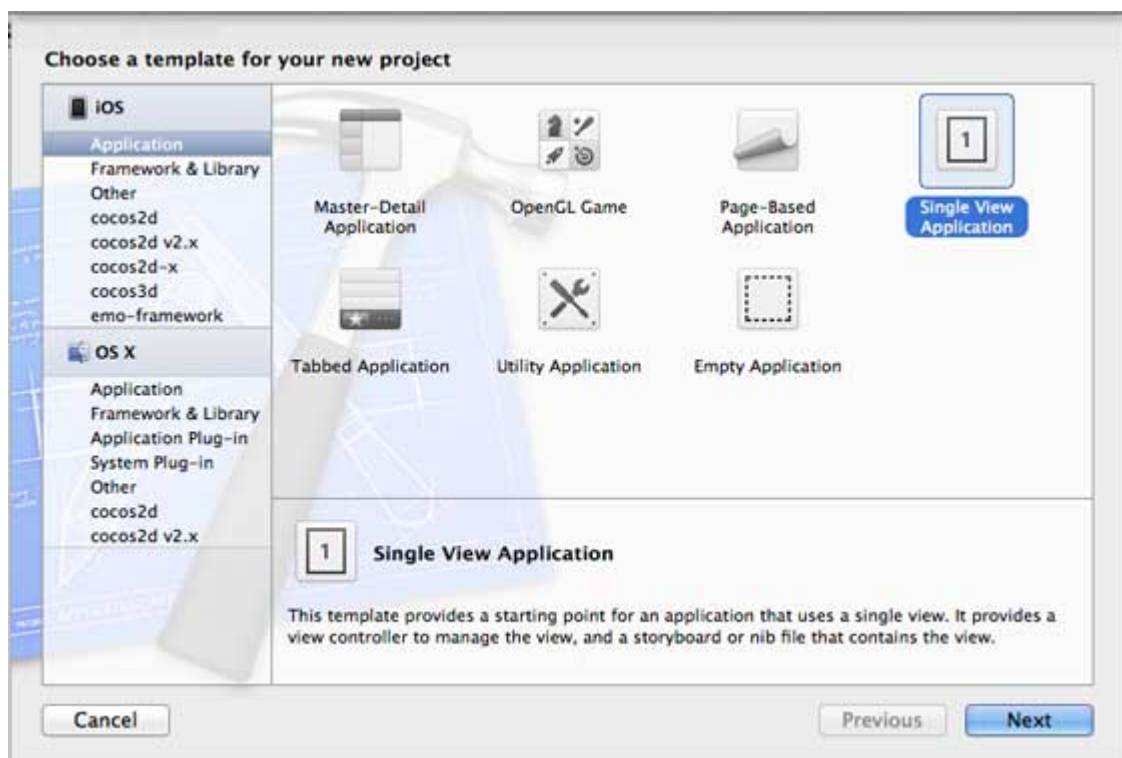 Choose a template for your new project
iOS
Application
Framework & Library
Other
cocos2d
cocos2d v2.x
cocos2d-x
cocos3d
emo-framework
OS X
Application
Framework & Library
Application Plug-in
System Plug-in
Other
cocos2d
cocos2d v2.x
Master-Detail
Application
OpenGL Game
Page-Based
Application
1
Single View
Application
Tabbed Application
Utility Application
Empty Application
1
Single View Application
This template provides a starting point for an application that uses a single view. It provides a
view controller to manage the view, and a storyboard or nib file that contains the view.
Cancel
Previous
Next